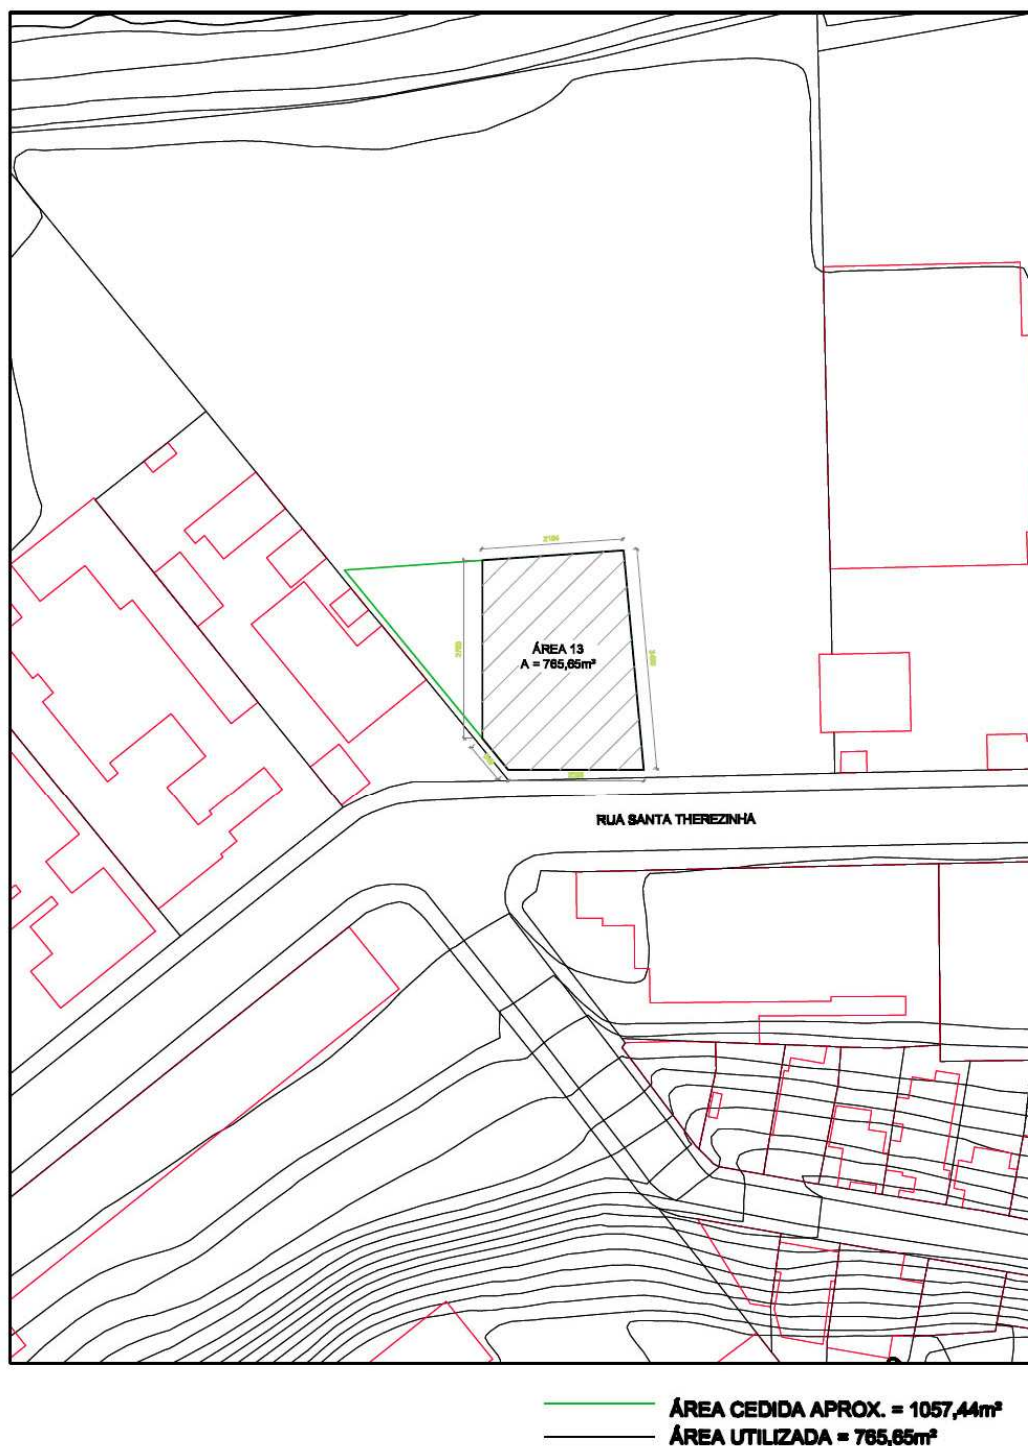 ÁREA 13
A = 765,65m²
RUA SANTA THEREZINHA
ÁREA CEDIDA APROX. = 1057,44m²
ÁREA UTILIZADA = 765,65m²